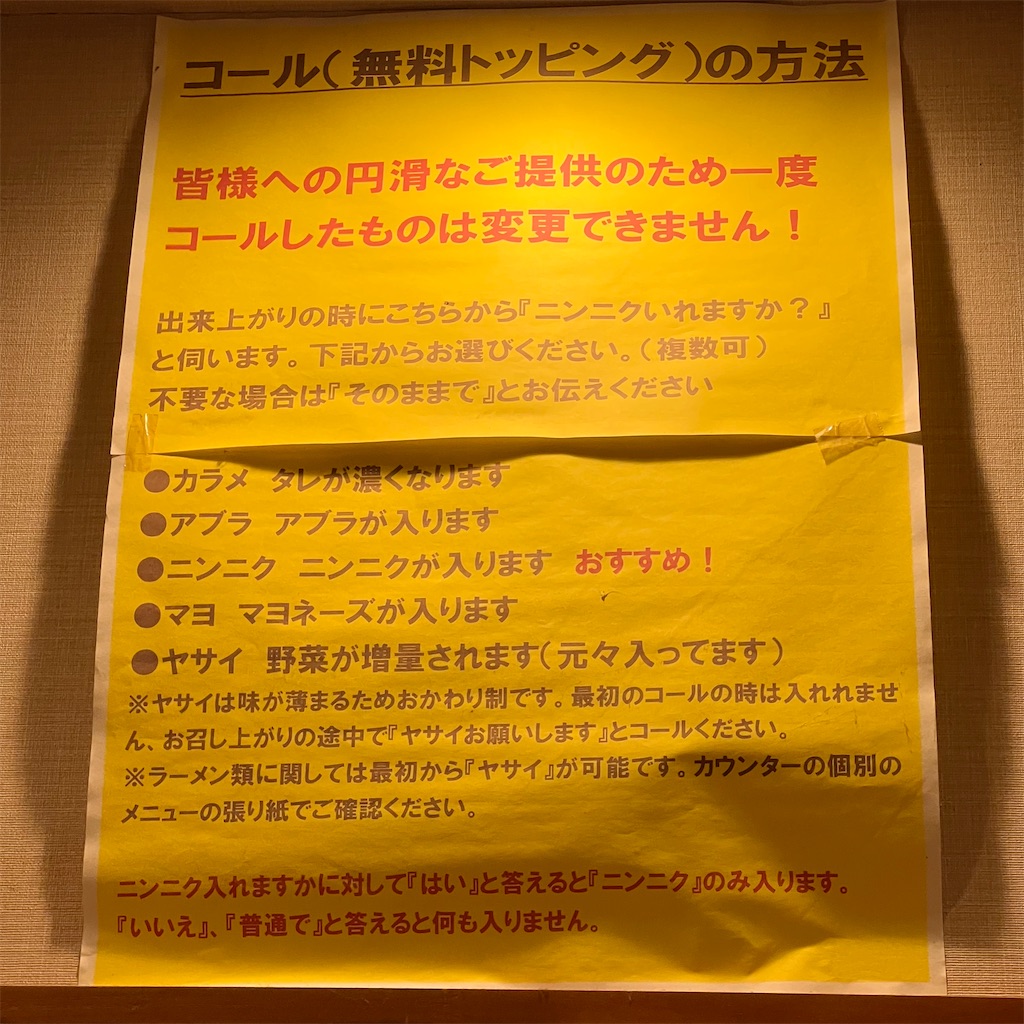 コール(無料トッピング)の方法
皆様への円滑なご提供のため一度
コールしたものは変更できません!
出来上がりの時にこちらから『ニンニクいれますか?』
と伺います。下記からお選びください。(複数可)
不要な場合は『そのままで』とお伝えください
●カラメ タレが濃くなります
●アブラ アブラが入ります
●ニンニク ニンニクが入ります おすすめ!
●マヨ マヨネーズが入ります
●ヤサイ 野菜が増量されます(元々入ってます)
※ヤサイは味が薄まるためおかわり制です。最初のコールの時は入れれませ
ん、お召し上がりの途中で『ヤサイお願いします』とコールください。
※ラーメン類に関しては最初から『ヤサイ』が可能です。カウンターの個別の
メニューの張り紙でご確認ください。
ニンニク入れますかに対して『はい』と答えると『ニンニク』のみ入ります。
『いいえ』、『普通で』と答えると何も入りません。